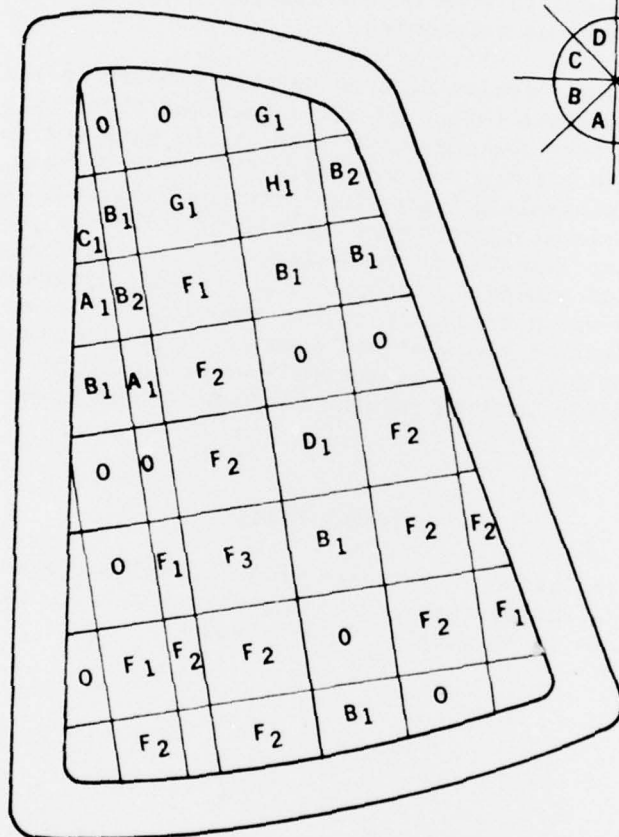 D
C
B
A
0 0 G1
C1 B1 G1 H1 B2
A1 B2 F1 B1 B1
B1 A1 F2 0 0
0 0 F2 D1 F2
0 F1 F3 B1 F2 F2
0 F1 F2 F2 0 F2 F1
F2 F2 B1 0